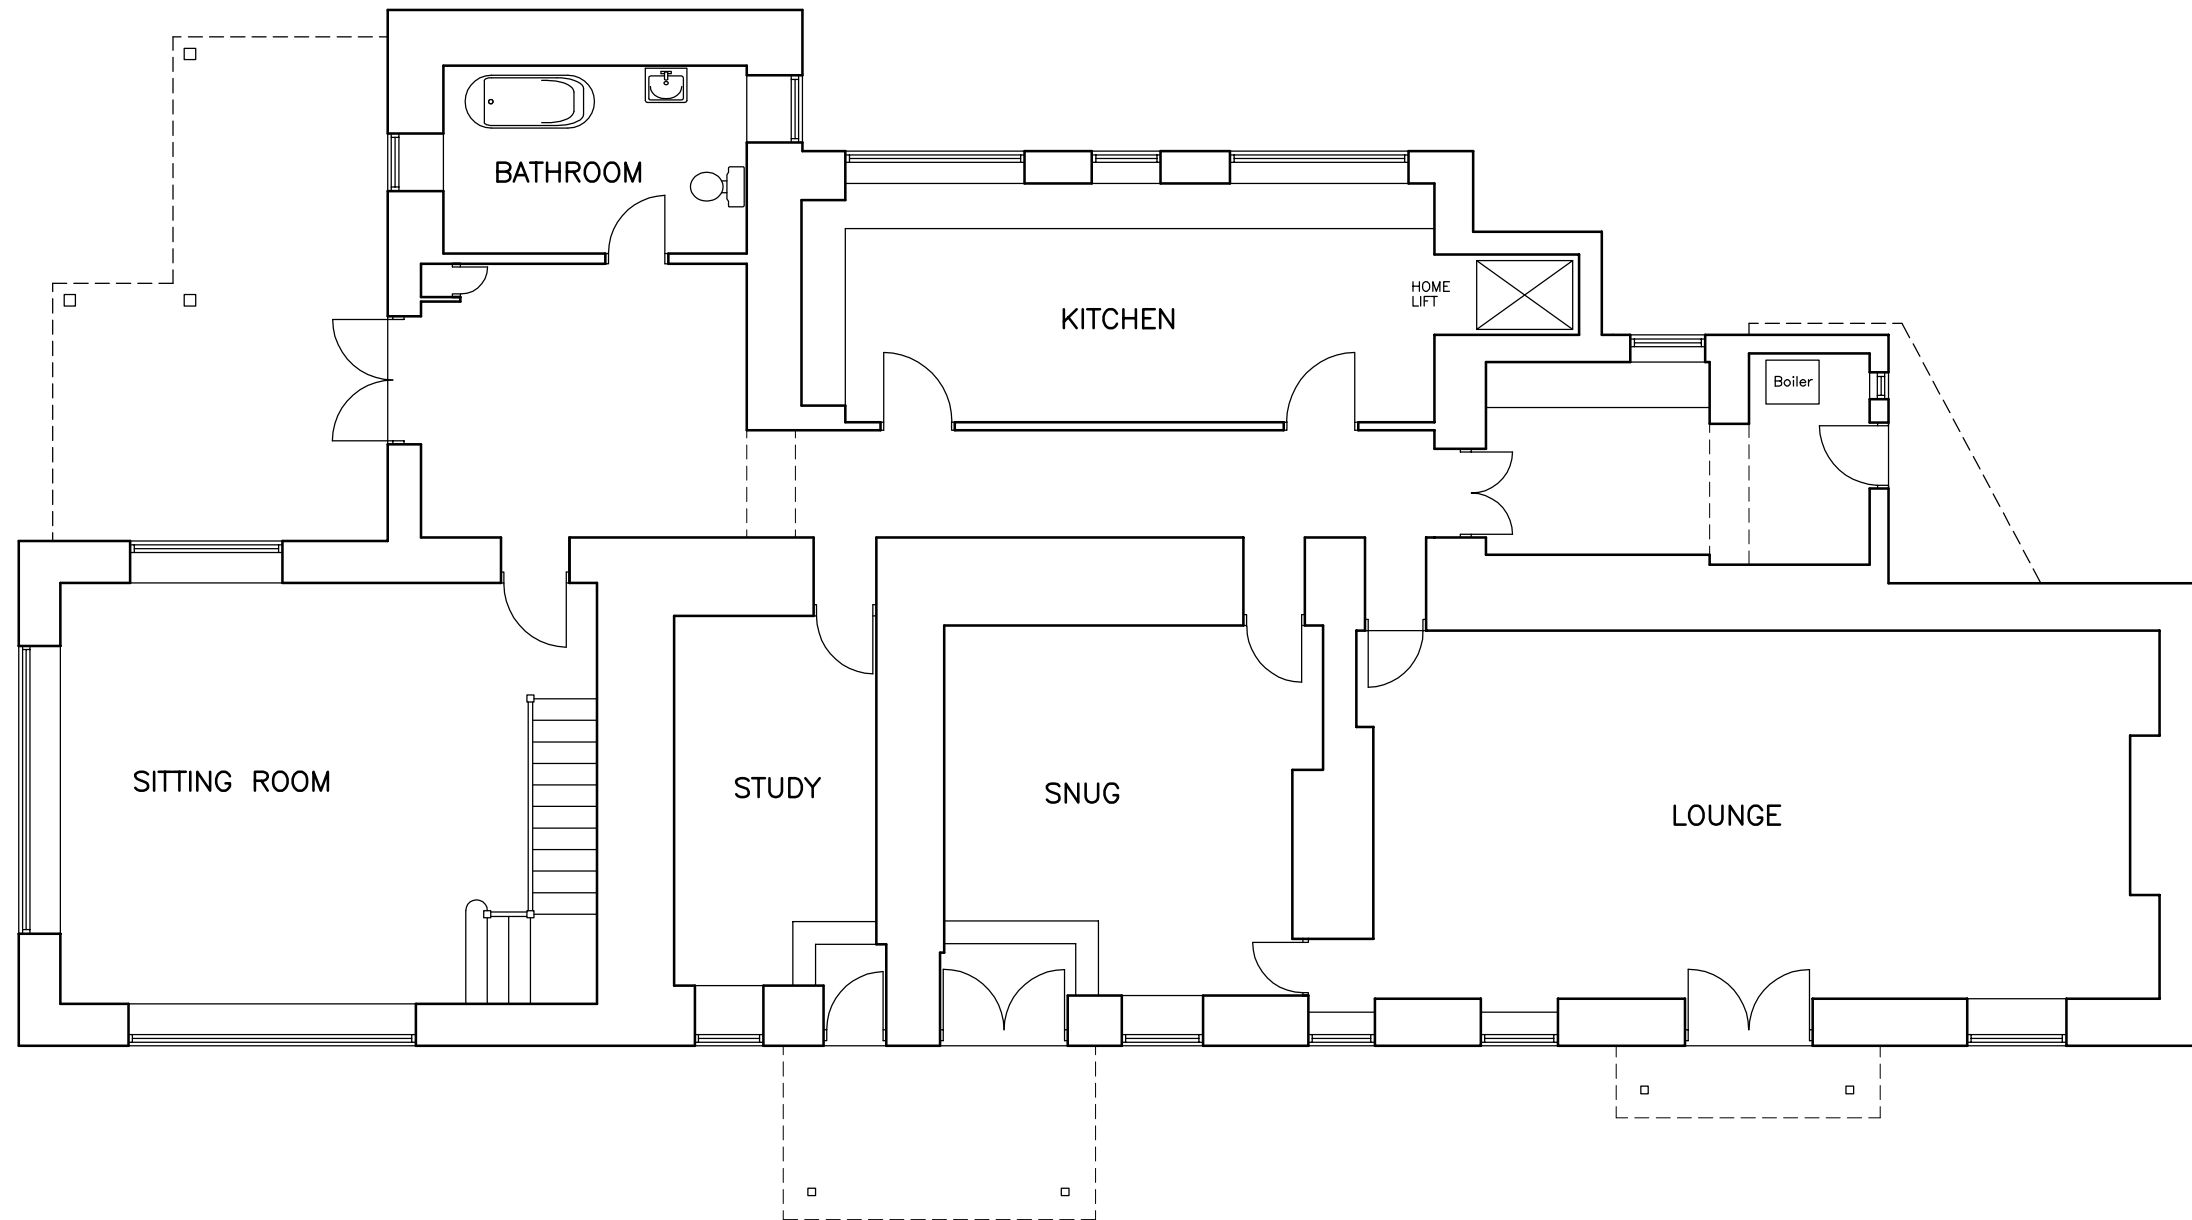 BATHROOM
HOME
LIFT
KITCHEN
Boiler
SITTING ROOM
STUDY
SNUG
LOUNGE